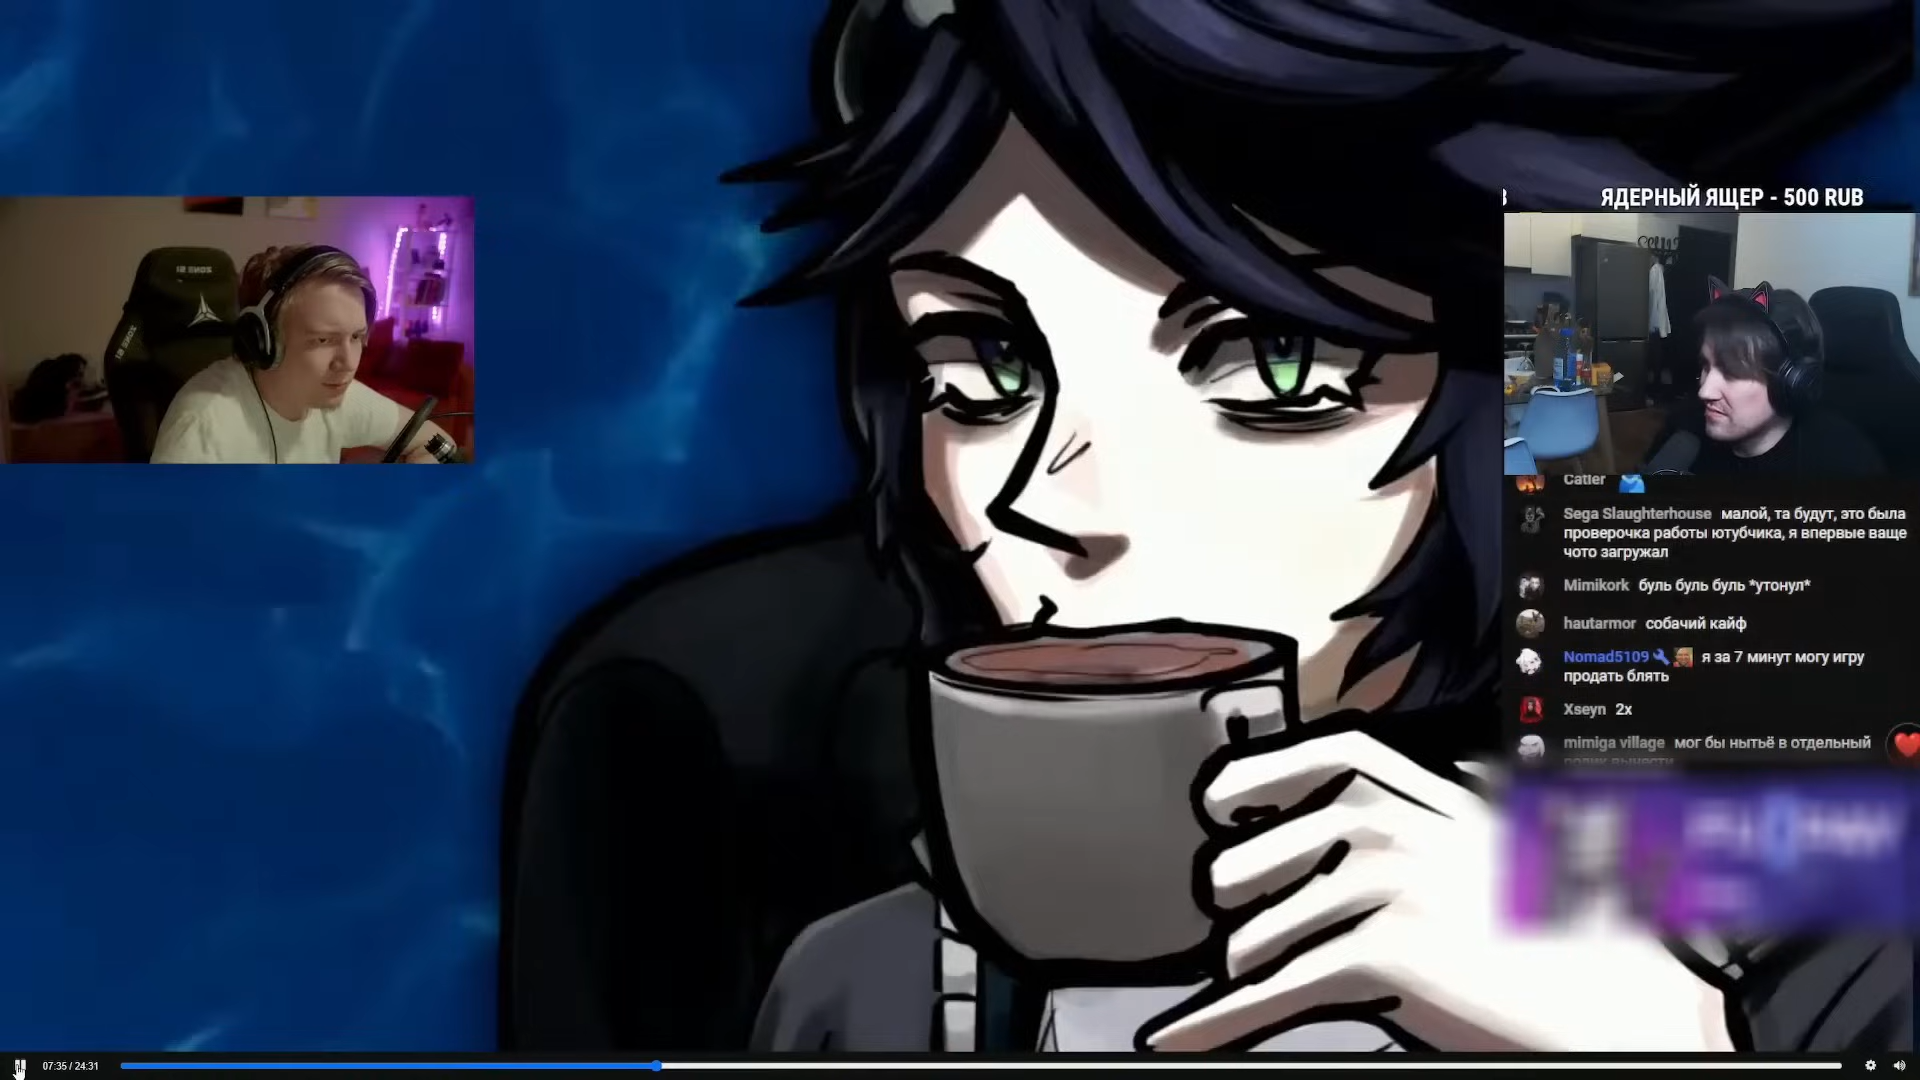 ЯДЕРНЫЙ ЯЩЕР - 500 RUB
Catler
Sega Slaughterhouse малой, та будут, это была
проверочка работы ютубчика, я впервые ваще
чото загружал
Mimikork буль буль буль *утонул*
hautarmor собачий кайф
Nomad5109 я за 7 минут могу игру
продать блять
Xseyn 2x
mimiga village мог бы нытьё в отдельный
ролик вынести
07:35 / 24:31